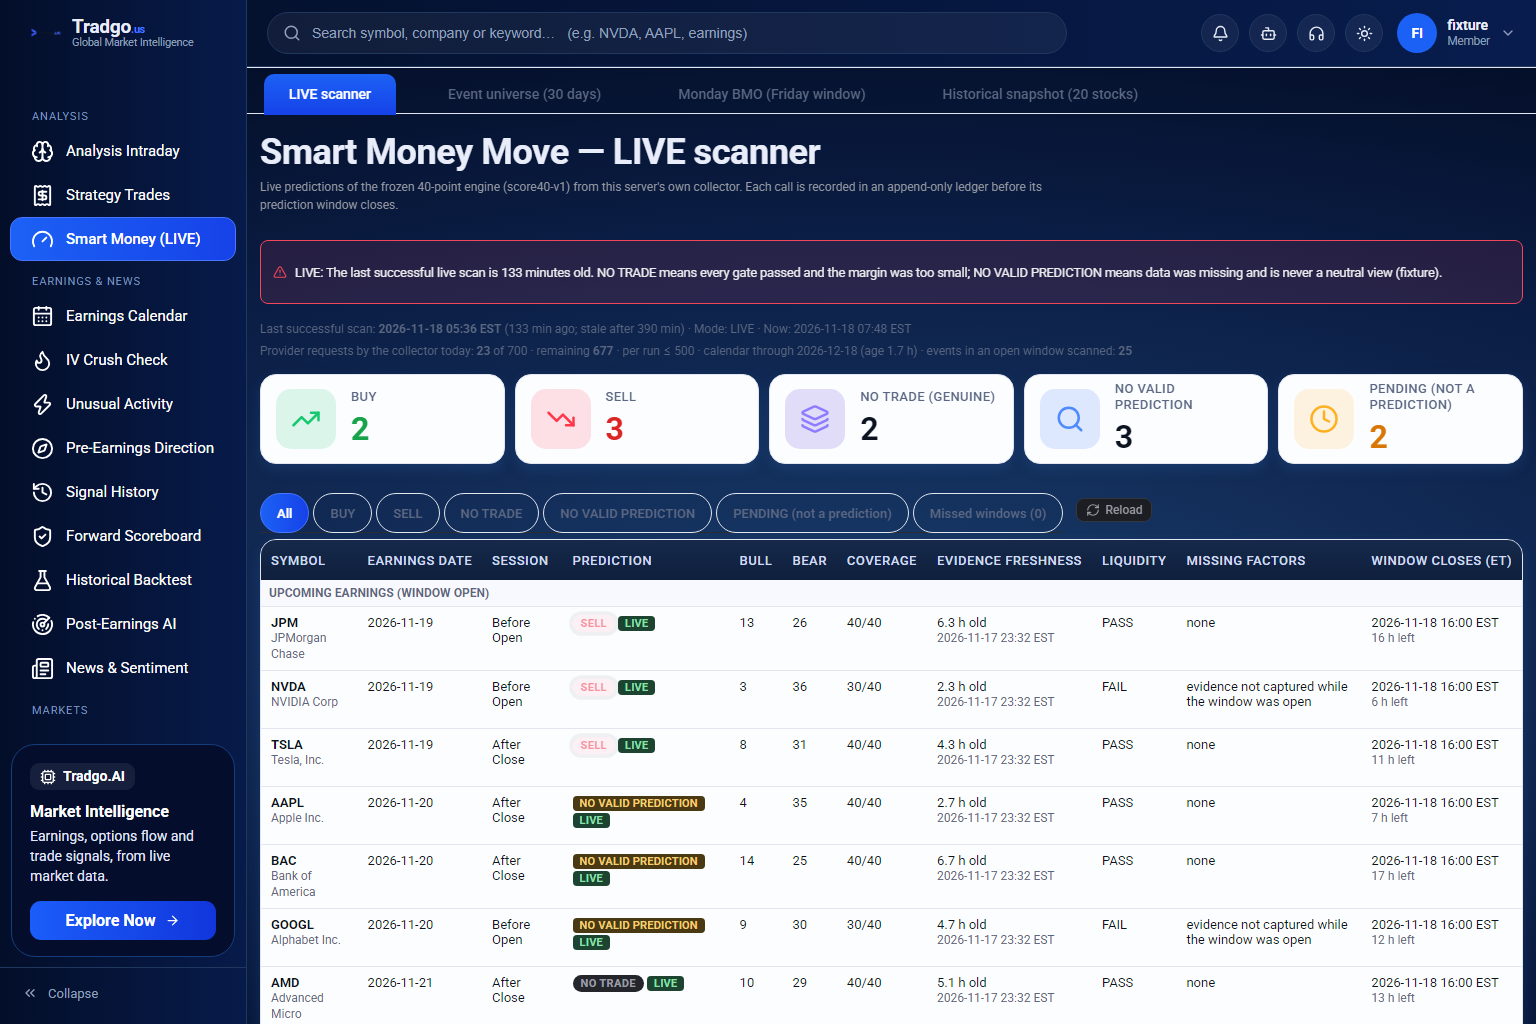 Tradgo.us
Global Market Intelligence
Search symbol, company or keyword... (e.g. NVDA, AAPL, earnings)
FI
fixture
Member
ANALYSIS
Analysis Intraday
Strategy Trades
Smart Money (LIVE)
EARNINGS & NEWS
Earnings Calendar
IV Crush Check
Unusual Activity
Pre-Earnings Direction
Signal History
Forward Scoreboard
Historical Backtest
Post-Earnings AI
News & Sentiment
MARKETS
Tradgo.AI
Market Intelligence
Earnings, options flow and
trade signals, from live
market data.
Explore Now →
Collapse
LIVE scanner
Event universe (30 days)
Monday BMO (Friday window)
Historical snapshot (20 stocks)
Smart Money Move — LIVE scanner
Live predictions of the frozen 40-point engine (score40-v1) from this server's own collector. Each call is recorded in an append-only ledger before its
prediction window closes.
LIVE: The last successful live scan is 133 minutes old. NO TRADE means every gate passed and the margin was too small; NO VALID PREDICTION means data was missing and is never a neutral view (fixture).
Last successful scan: 2026-11-18 05:36 EST (133 min ago; stale after 390 min) · Mode: LIVE · Now: 2026-11-18 07:48 EST
Provider requests by the collector today: 23 of 700 · remaining 677 · per run ≤ 500 · calendar through 2026-12-18 (age 1.7 h) · events in an open window scanned: 25
BUY
2
SELL
3
NO TRADE (GENUINE)
2
NO VALID
PREDICTION
3
PENDING (NOT A
PREDICTION)
2
All
BUY
SELL
NO TRADE
NO VALID PREDICTION
PENDING (not a prediction)
Missed windows (0)
Reload
SYMBOL EARNINGS DATE SESSION PREDICTION BULL BEAR COVERAGE EVIDENCE FRESHNESS LIQUIDITY MISSING FACTORS WINDOW CLOSES (ET)
UPCOMING EARNINGS (WINDOW OPEN)
JPM 2026-11-19 Before SELL LIVE 13 26 40/40 6.3 h old PASS none 2026-11-18 16:00 EST
JPMorgan Open 2026-11-17 23:32 EST 16 h left
Chase
NVDA 2026-11-19 Before SELL LIVE 3 36 30/40 2.3 h old FAIL evidence not captured while 2026-11-18 16:00 EST
NVIDIA Corp Open 2026-11-17 23:32 EST the window was open 6 h left
TSLA 2026-11-19 After SELL LIVE 8 31 40/40 4.3 h old PASS none 2026-11-18 16:00 EST
Tesla, Inc. Close 2026-11-17 23:32 EST 11 h left
AAPL 2026-11-20 After NO VALID PREDICTION 4 35 40/40 2.7 h old PASS none 2026-11-18 16:00 EST
Apple Inc. Close LIVE 2026-11-17 23:32 EST 7 h left
BAC 2026-11-20 After NO VALID PREDICTION 14 25 40/40 6.7 h old PASS none 2026-11-18 16:00 EST
Bank of Close LIVE 2026-11-17 23:32 EST 17 h left
America
GOOGL 2026-11-20 Before NO VALID PREDICTION 9 30 30/40 4.7 h old FAIL evidence not captured while 2026-11-18 16:00 EST
Alphabet Inc. Open LIVE 2026-11-17 23:32 EST the window was open 12 h left
AMD 2026-11-21 After NO TRADE LIVE 10 29 40/40 5.1 h old PASS none 2026-11-18 16:00 EST
Advanced Close 2026-11-17 23:32 EST 13 h left
Micro